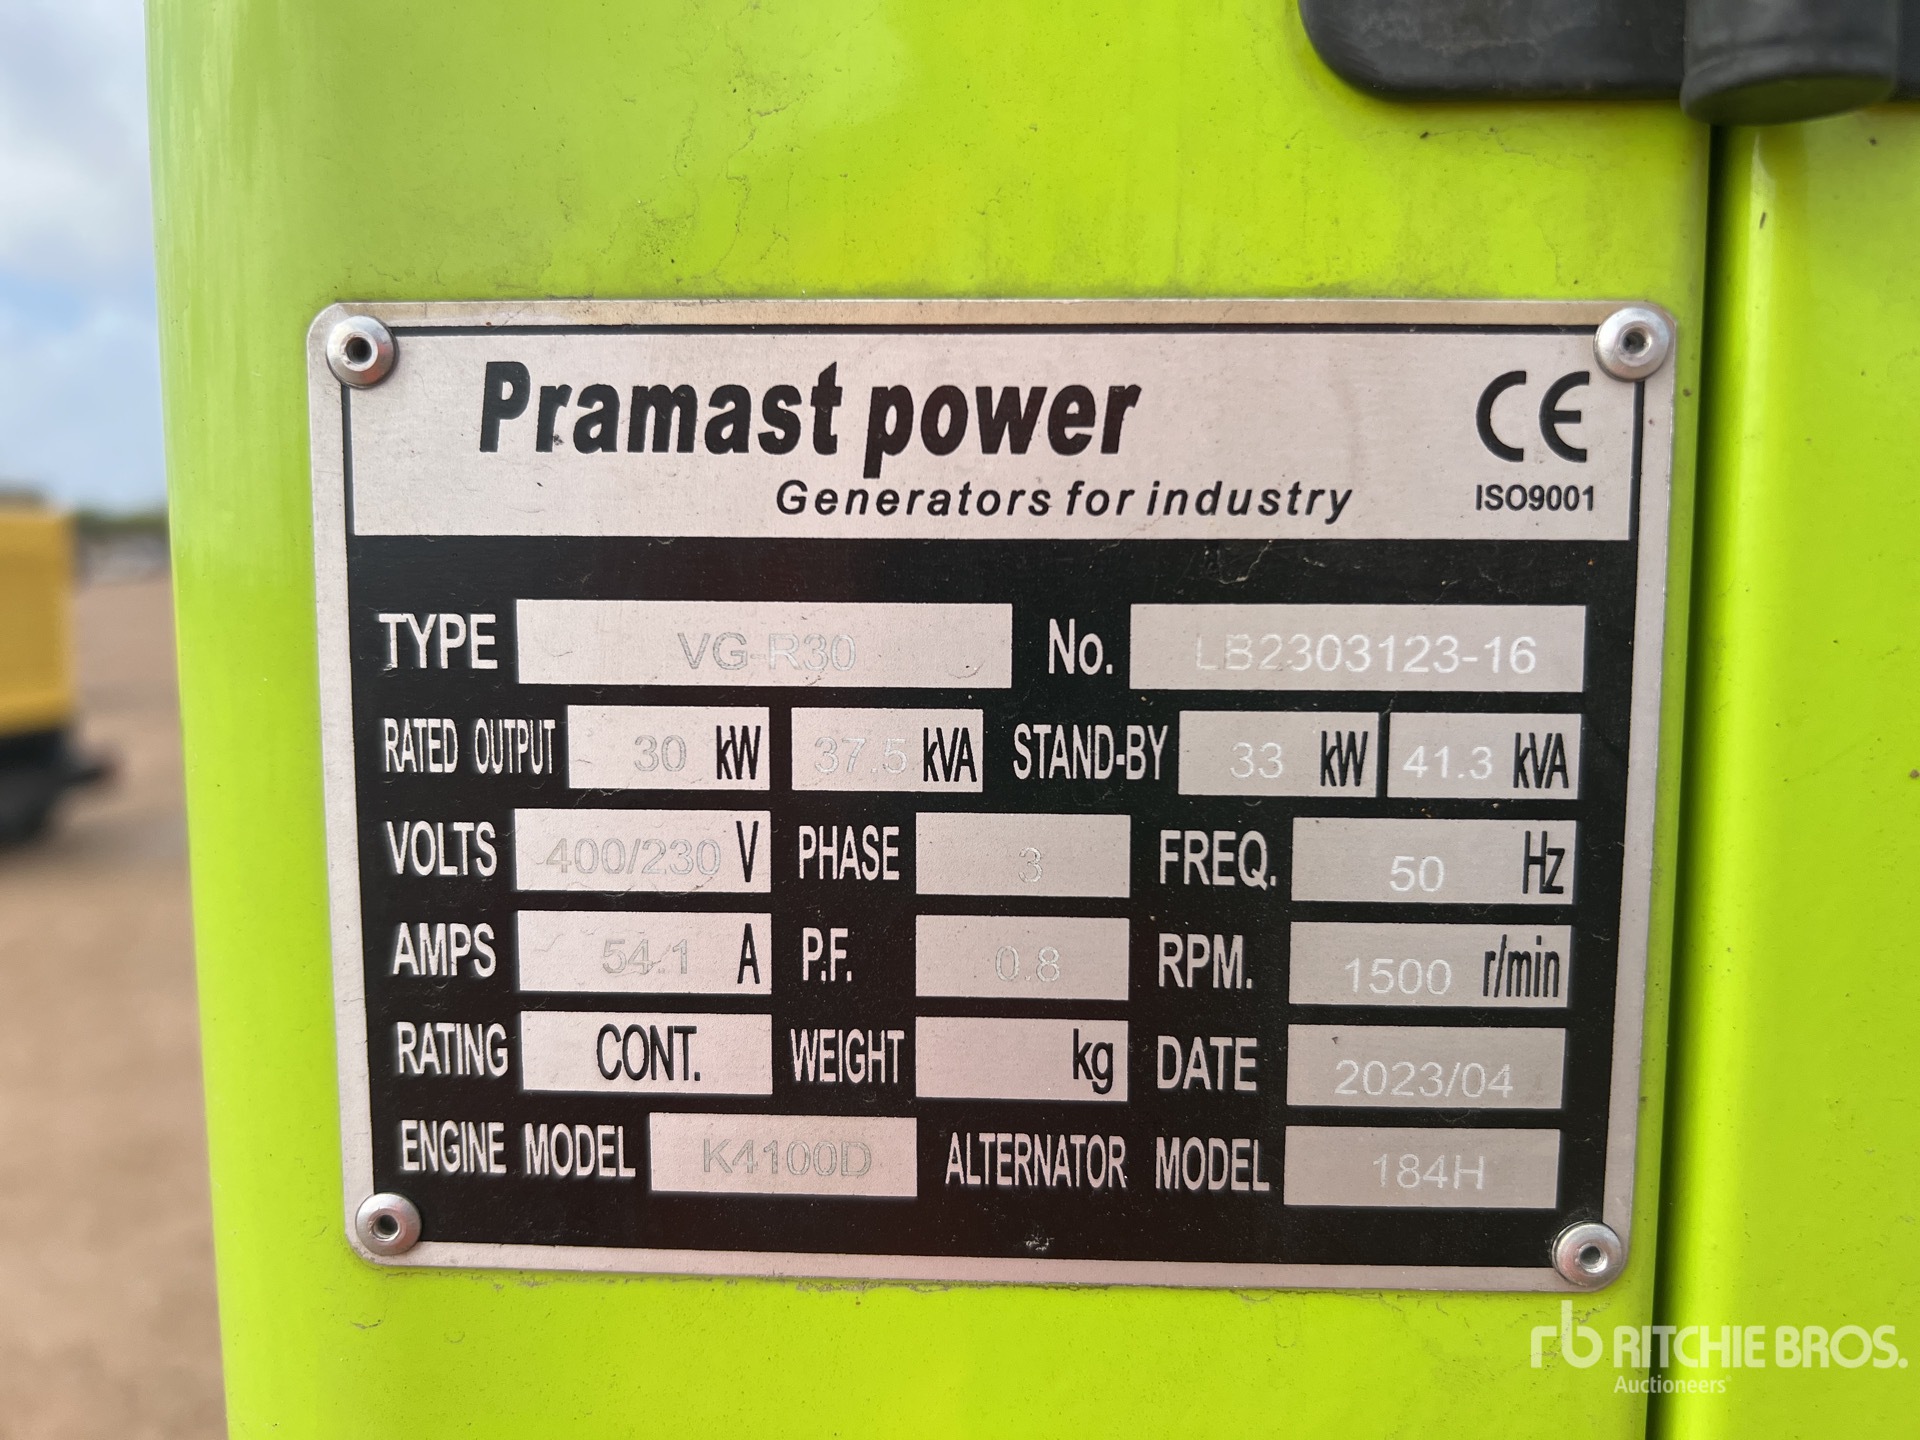 Pramast power
Generators for industry
CE
ISO9001
TYPE VG-R30 No. LB2303123-16
RATED OUTPUT 30 kW 37.5 kVA STAND-BY 33 kW 41.3 kVA
VOLTS 400/230 V PHASE 3 FREQ. 50 Hz
AMPS 54.1 A P.F. 0.8 RPM. 1500 r/min
RATING CONT. WEIGHT kg DATE 2023/04
ENGINE MODEL K4100D ALTERNATOR MODEL 184H
rb RITCHIE BROS.
Auctioneers